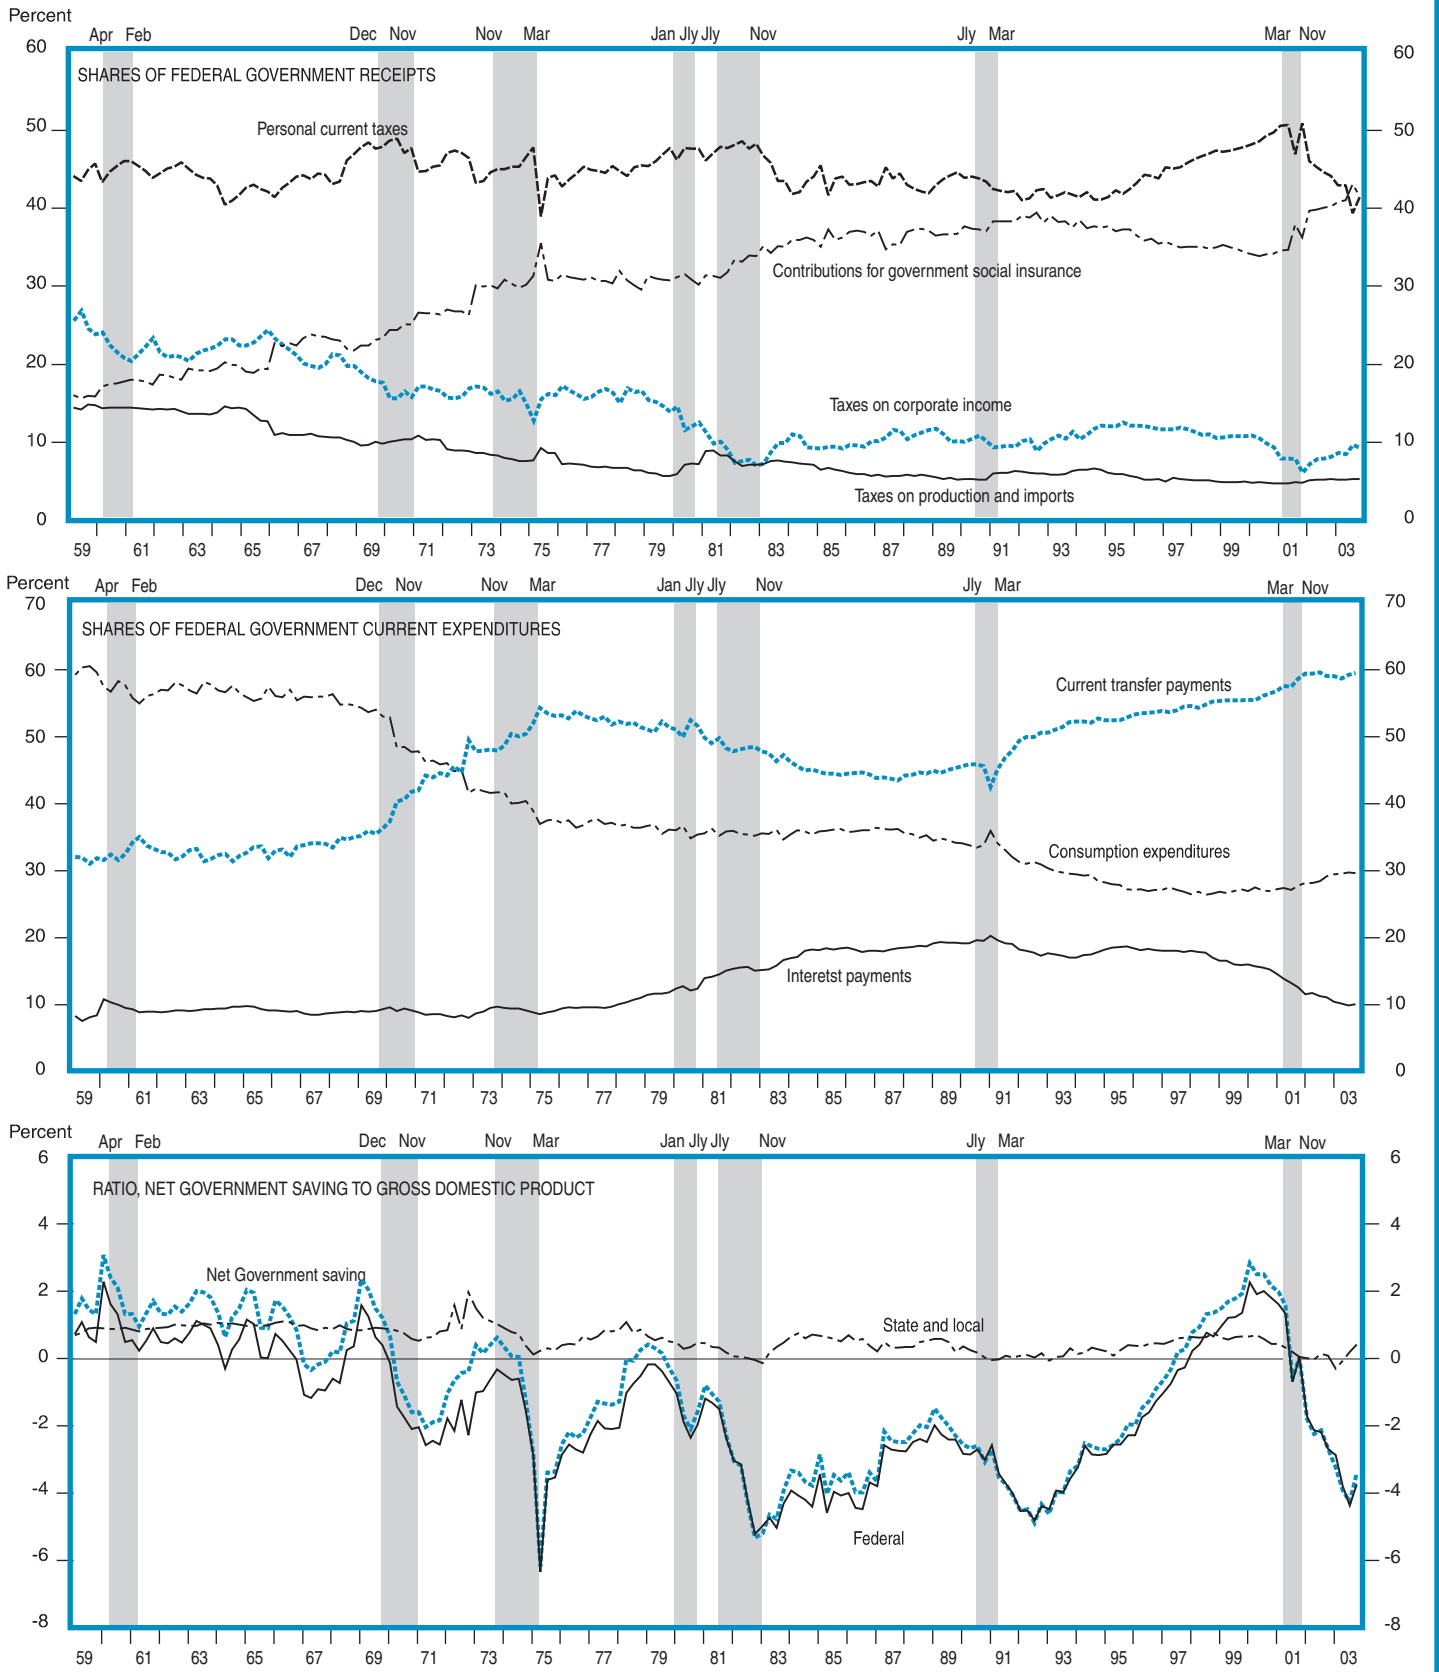 Percent
Apr Feb Dec Nov Nov Mar Jan Jly Jly Nov Jly Mar Mar Nov
60 60
SHARES OF FEDERAL GOVERNMENT RECEIPTS
Personal current taxes
50 50
40 40
Contributions for government social insurance
30 30
20 20
Taxes on corporate income
10 10
Taxes on production and imports
0 0
59 61 63 65 67 69 71 73 75 77 79 81 83 85 87 89 91 93 95 97 99 01 03
Percent
Apr Feb Dec Nov Nov Mar Jan Jly Jly Nov Jly Mar Mar Nov
70 70
SHARES OF FEDERAL GOVERNMENT CURRENT EXPENDITURES
60 60
Current transfer payments
50 50
40 40
Consumption expenditures
30 30
20 20
Interetst payments
10 10
0 0
59 61 63 65 67 69 71 73 75 77 79 81 83 85 87 89 91 93 95 97 99 01 03
Percent
Apr Feb Dec Nov Nov Mar Jan Jly Jly Nov Jly Mar Mar Nov
6 6
RATIO, NET GOVERNMENT SAVING TO GROSS DOMESTIC PRODUCT
4 4
Net Government saving
2 2
State and local
0 0
-2 -2
-4 -4
Federal
-6 -6
-8 -8
59 61 63 65 67 69 71 73 75 77 79 81 83 85 87 89 91 93 95 97 99 01 03